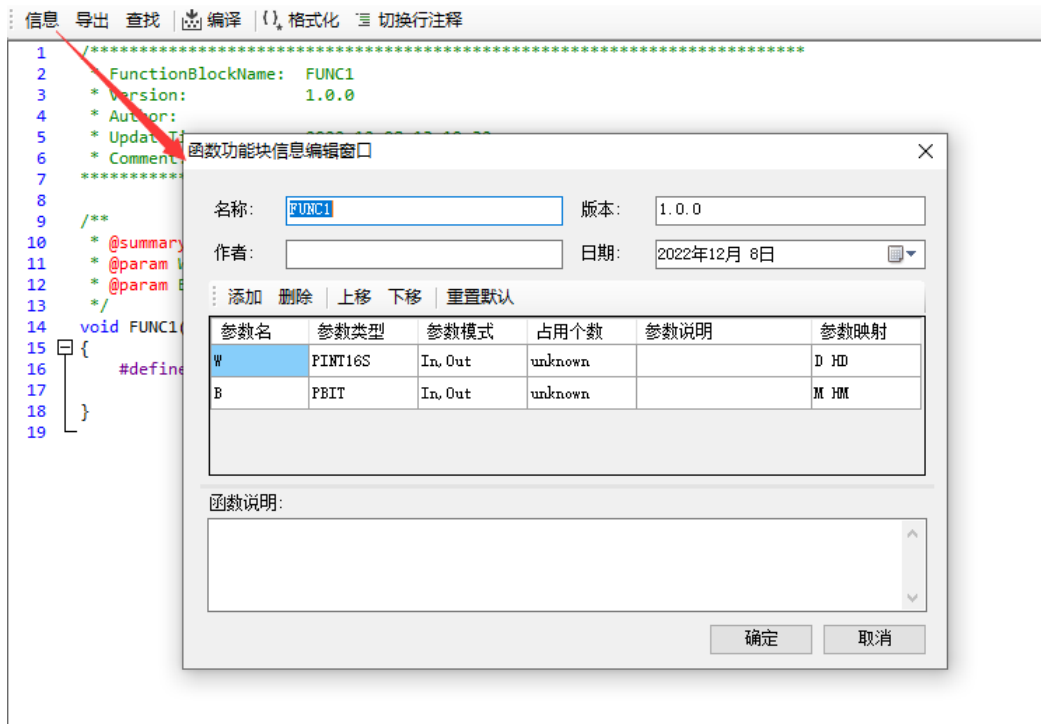 信息 导出 查找 编译 格式化 切换行注释
1 /*************************************************************************
2 * FunctionBlockName: FUNC1
3 * Version: 1.0.0
4 * Author:
5 * UpdateTi
6 * Comment
7 ***********
8
9 /**
10 * @summary
11 * @param W
12 * @param B
13 */
14 void FUNC1(
15 {
16 #define
17
18 }
19
函数功能块信息编辑窗口
名称: FUNC1 版本: 1.0.0
作者: 日期: 2022年12月 8日
添加 删除 上移 下移 重置默认
参数名 参数类型 参数模式 占用个数 参数说明 参数映射
W PINT16S In,Out unknown D HD
B PBIT In,Out unknown M HM
函数说明:
确定 取消